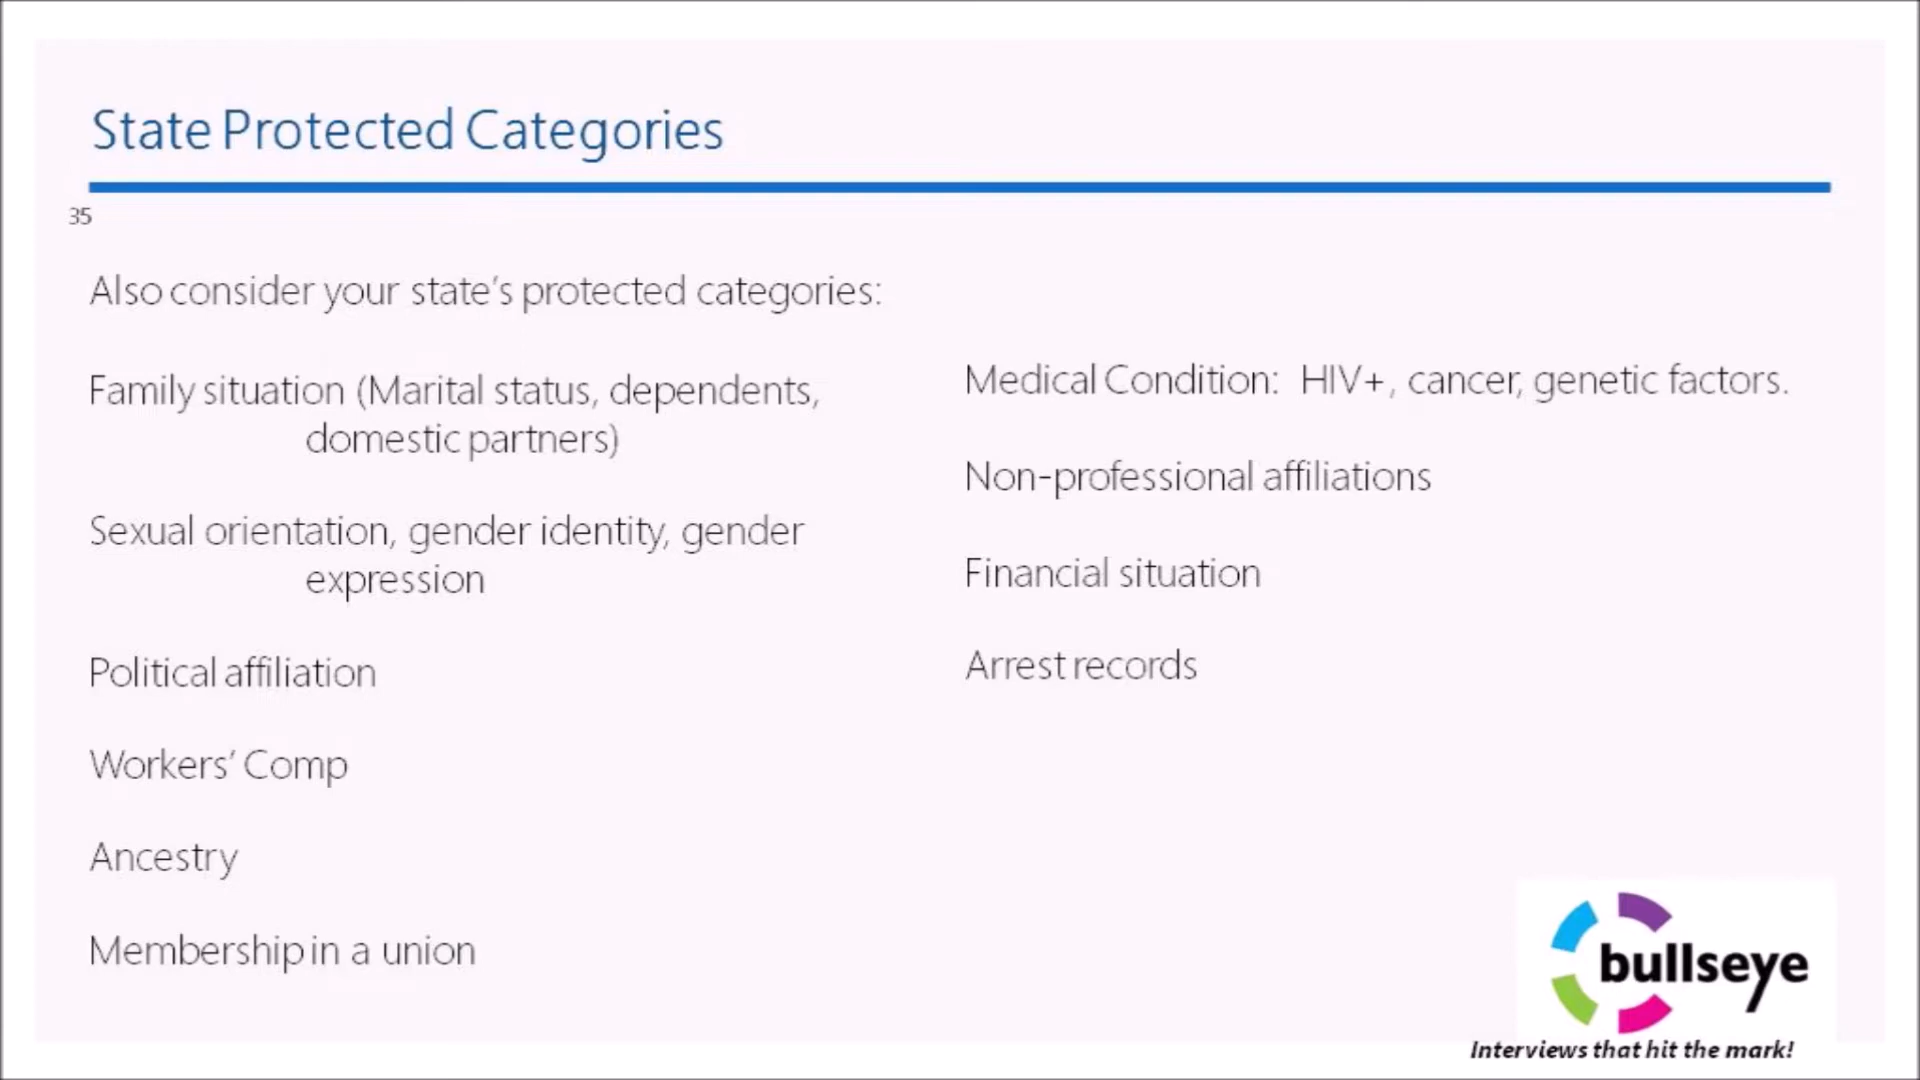 State Protected Categories
35
Also consider your state's protected categories:
Family situation (Marital status, dependents,
domestic partners)
Sexual orientation, gender identity, gender
expression
Political affiliation
Workers' Comp
Ancestry
Membership in a union
Medical Condition: HIV+, cancer, genetic factors.
Non-professional affiliations
Financial situation
Arrest records
bullseye
Interviews that hit the mark!